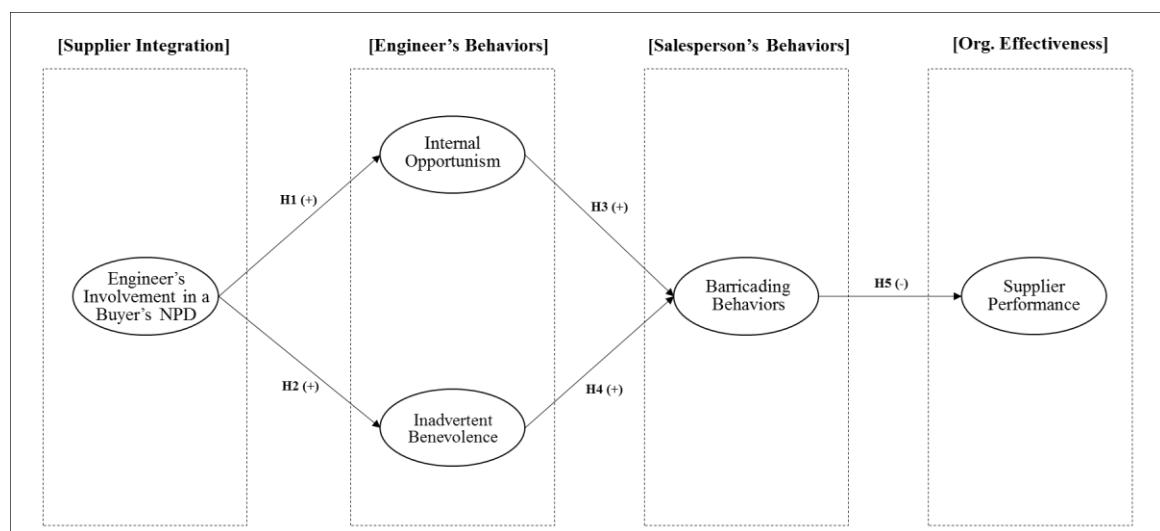 [Supplier Integration]
[Engineer’s Behaviors]
[Salesperson’s Behaviors]
[Org. Effectiveness]
Internal
Opportunism
H1 (+)
H3 (+)
Engineer’s
Involvement in a
Buyer’s NPD
Barricading
Behaviors
H5 (-)
Supplier
Performance
H2 (+)
H4 (+)
Inadvertent
Benevolence